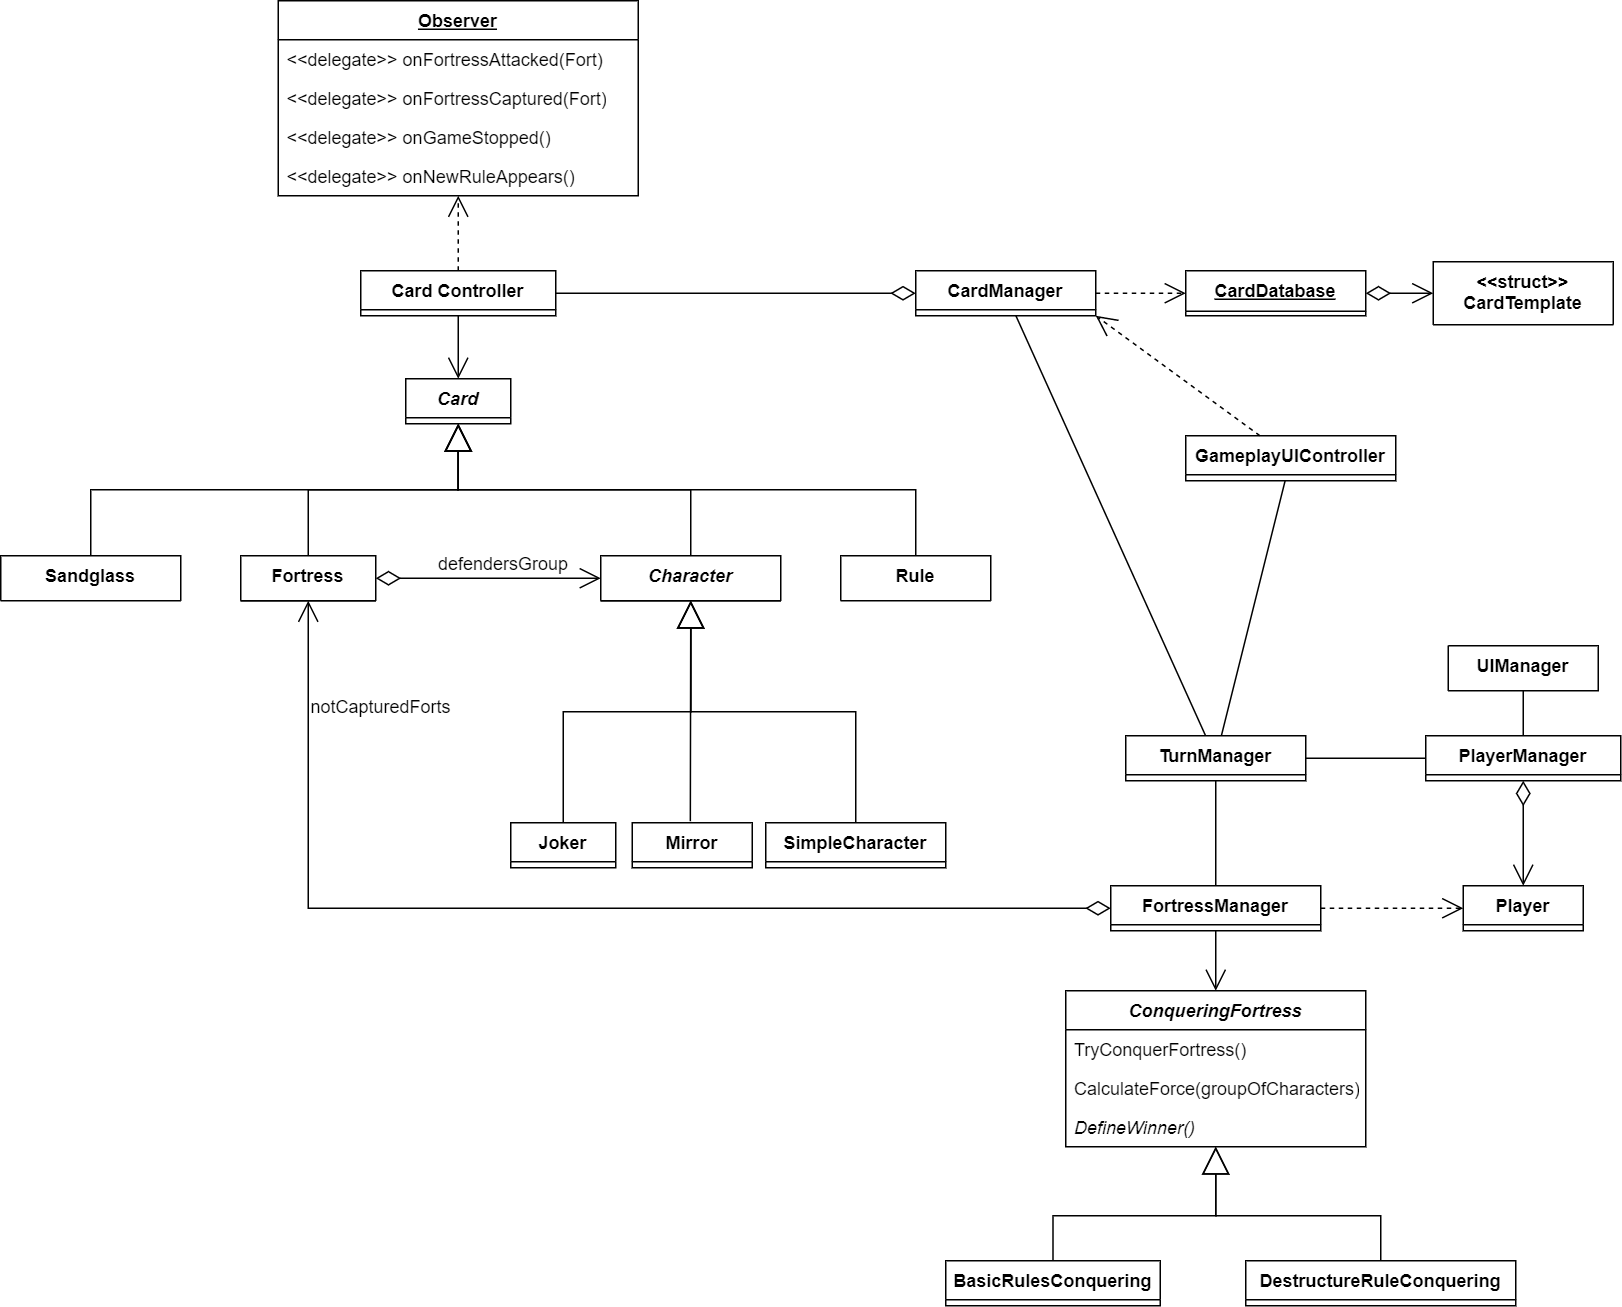 Observer
<<delegate>> onFortressAttacked(Fort)
<<delegate>> onFortressCaptured(Fort)
<<delegate>> onGameStopped()
<<delegate>> onNewRuleAppears()
Card Controller
CardManager
CardDatabase
<<struct>>
CardTemplate
Card
GameplayUIController
Sandglass
Fortress
defendersGroup
Character
Rule
UIManager
notCapturedForts
TurnManager
PlayerManager
Joker
Mirror
SimpleCharacter
FortressManager
Player
ConqueringFortress
TryConquerFortress()
CalculateForce(groupOfCharacters)
DefineWinner()
BasicRulesConquering
DestructureRuleConquering